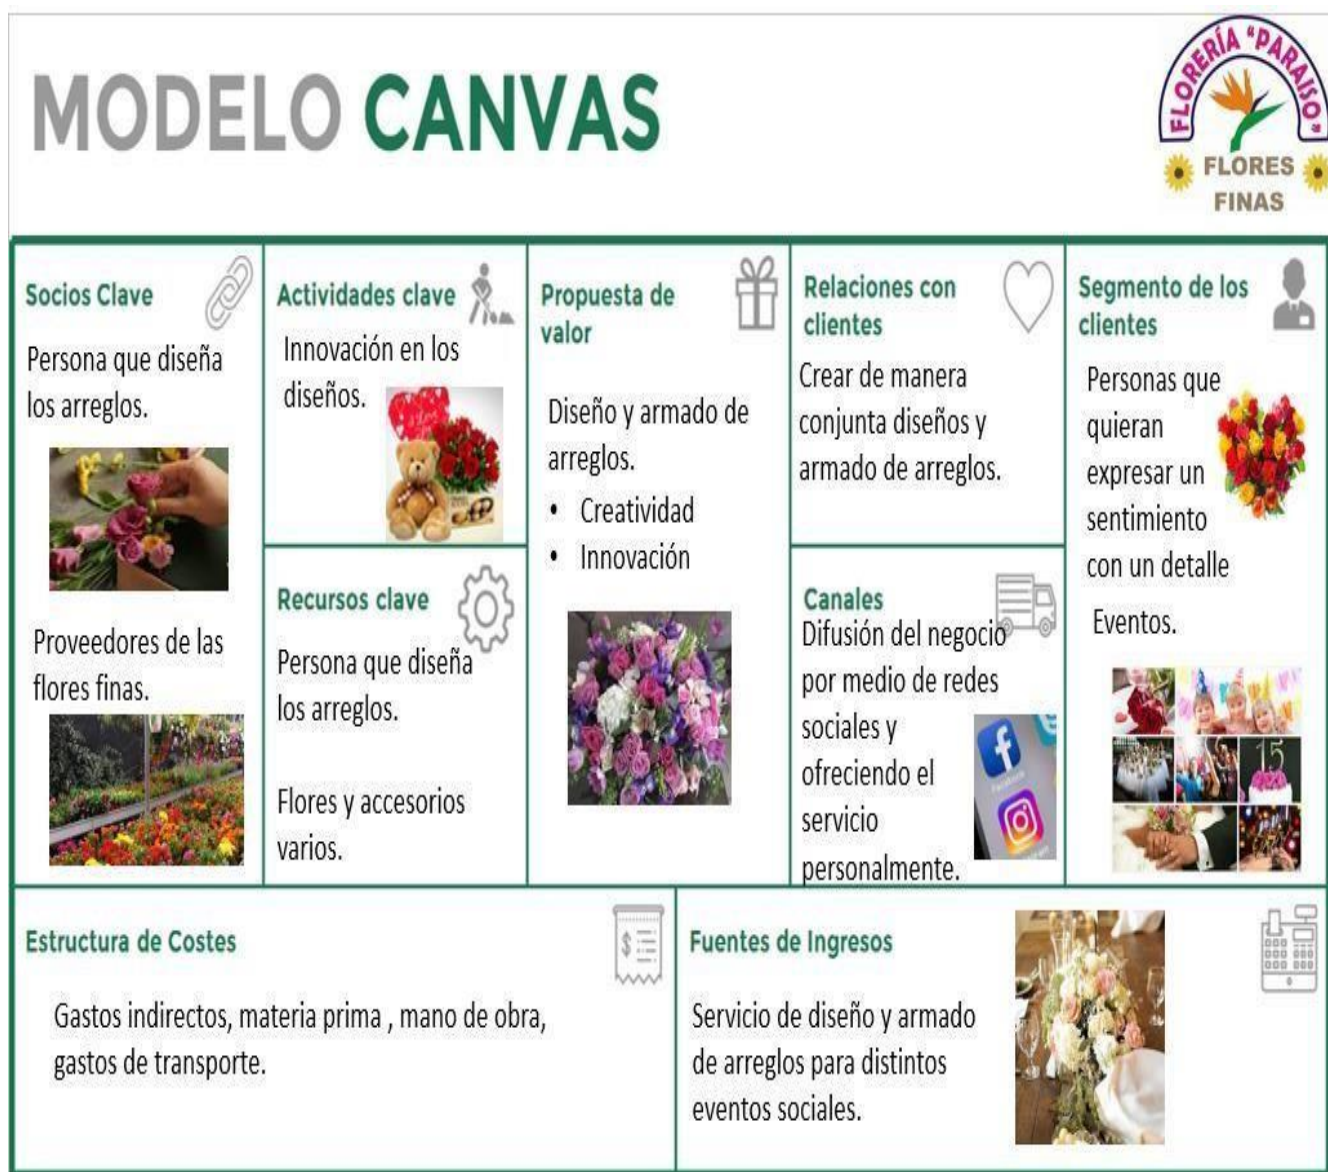 MODELO CANVAS
FLORERÍA "PARAISO"
FLORES
FINAS
Socios Clave
Persona que diseña
los arreglos.
Proveedores de las
flores finas.
Actividades clave
Innovación en los
diseños.
Recursos clave
Persona que diseña
los arreglos.
Flores y accesorios
varios.
Propuesta de
valor
Diseño y armado de
arreglos.
• Creatividad
• Innovación
Relaciones con
clientes
Crear de manera
conjunta diseños y
armado de arreglos.
Canales
Difusión del negocio
por medio de redes
sociales y
ofreciendo el
servicio
personalmente.
Facebook
Segmento de los
clientes
Personas que
quieran
expresar un
sentimiento
con un detalle
Eventos.
15
Estructura de Costes
$
Gastos indirectos, materia prima , mano de obra,
gastos de transporte.
Fuentes de Ingresos
Servicio de diseño y armado
de arreglos para distintos
eventos sociales.